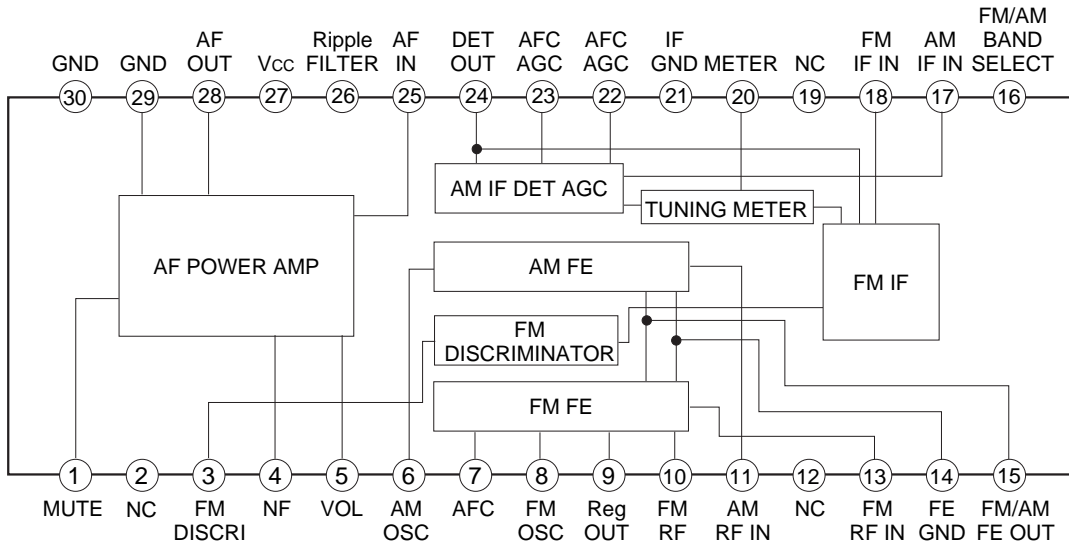 FM/AM
AF Ripple AF DET AFC AFC IF FM AM BAND
GND GND OUT Vcc FILTER IN OUT AGC AGC GND METER NC IF IN IF IN SELECT
30 29 28 27 26 25 24 23 22 21 20 19 18 17 16
AM IF DET AGC
TUNING METER
AF POWER AMP
AM FE
FM IF
FM
DISCRIMINATOR
FM FE
1 2 3 4 5 6 7 8 9 10 11 12 13 14 15
MUTE NC FM NF VOL AM AFC FM Reg FM AM NC FM FE FM/AM
DISCRI OSC OSC OUT RF RF IN RF IN GND FE OUT